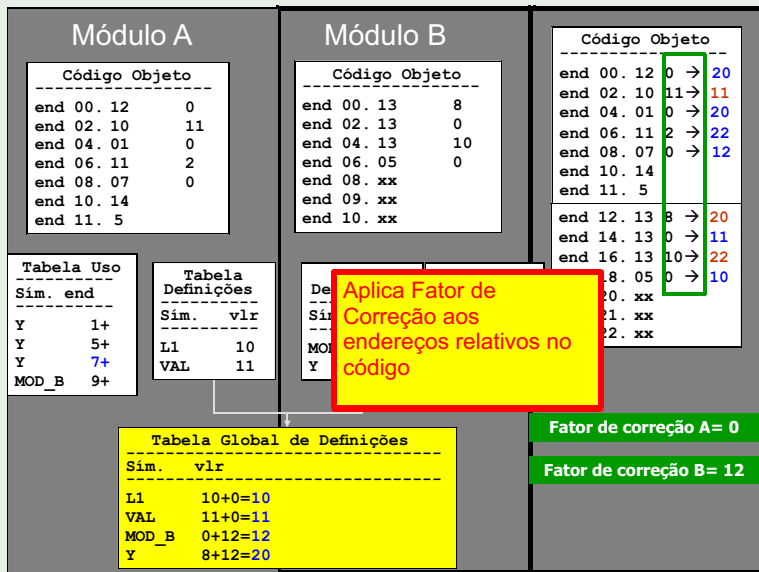 Módulo A
Código Objeto
------------------
end 00. 12 0
end 02. 10 11
end 04. 01 0
end 06. 11 2
end 08. 07 0
end 10. 14
end 11. 5
Tabela Uso
----------
Sím. end
----------
Y 1+
Y 5+
Y 7+
MOD_B 9+
Tabela
Definições
----------
Sím. vlr
----------
L1 10
VAL 11
Módulo B
Código Objeto
------------------
end 00. 13 8
end 02. 13 0
end 04. 13 10
end 06. 05 0
end 08. xx
end 09. xx
end 10. xx
De
Sím
MOD
Y
Aplica Fator de
Correção aos
endereços relativos no
código
Código Objeto
-----------------
end 00. 12 0 → 20
end 02. 10 11→ 11
end 04. 01 0 → 20
end 06. 11 2 → 22
end 08. 07 0 → 12
end 10. 14
end 11. 5
end 12. 13 8 → 20
end 14. 13 0 → 11
end 16. 13 10→ 22
18. 05 0 → 10
20. xx
21. xx
22. xx
Tabela Global de Definições
--------------------------------
Sím. vlr
--------------------------------
L1 10+0=10
VAL 11+0=11
MOD_B 0+12=12
Y 8+12=20
Fator de correção A= 0
Fator de correção B= 12